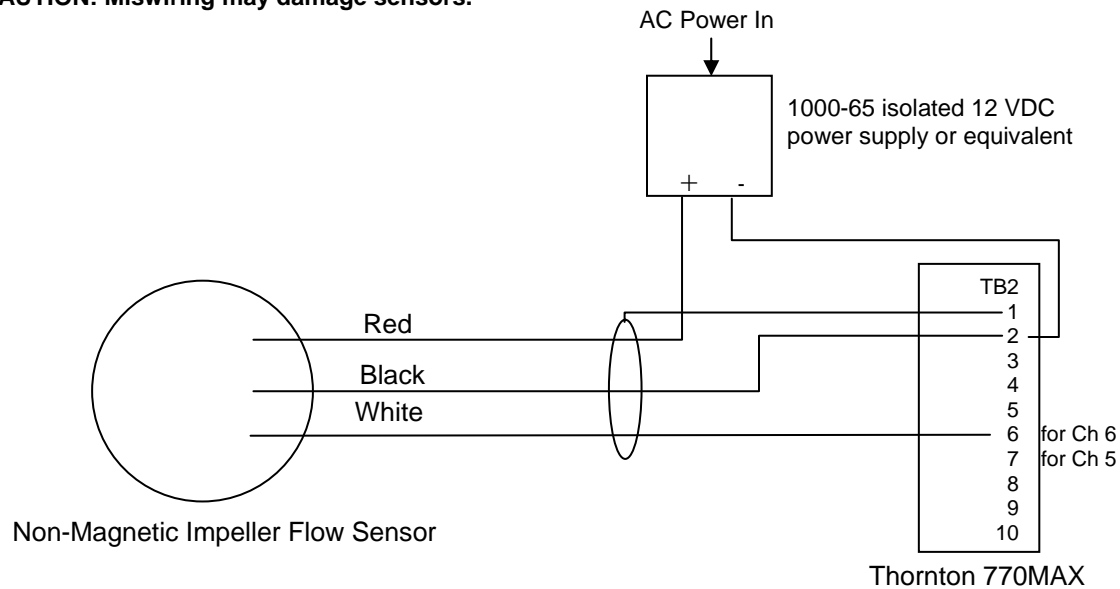 AUTION: Miswiring may damage sensors.
AC Power In
1000-65 isolated 12 VDC
power supply or equivalent
+ -
TB2
1
2
3
4
5
6 for Ch 6
7 for Ch 5
8
9
10
Red
Black
White
Non-Magnetic Impeller Flow Sensor
Thornton 770MAX